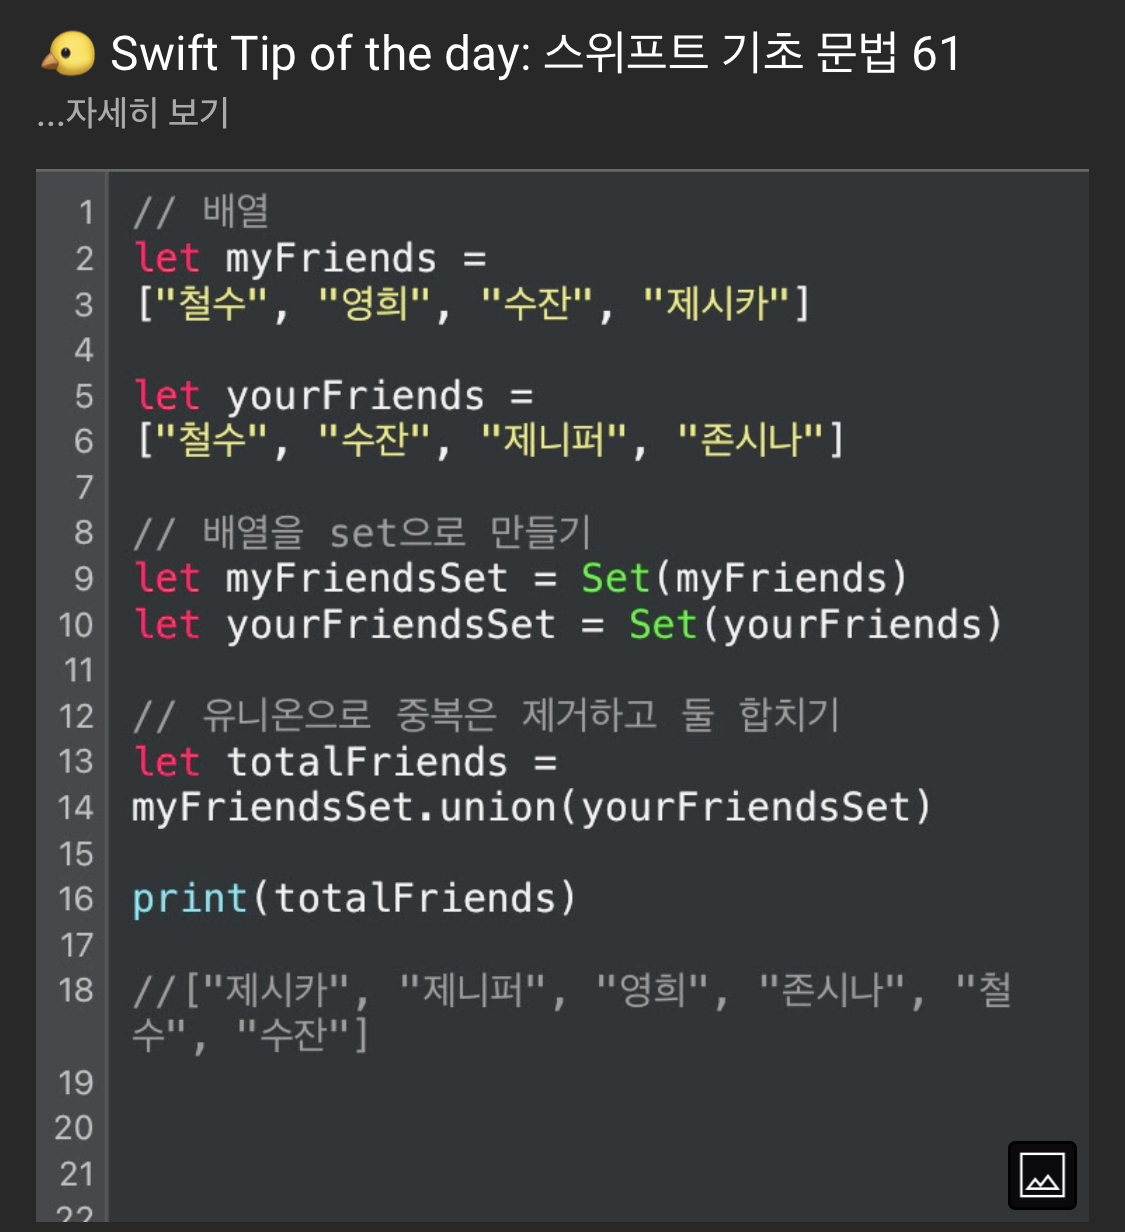 Swift Tip of the day: 스위프트 기초 문법 61
...자세히 보기
1 // 배열
2 let myFriends =
3 ["철수", "영희", "수잔", "제시카"]
4
5 let yourFriends =
6 ["철수", "수잔", "제니퍼", "존시나"]
7
8 // 배열을 set으로 만들기
9 let myFriendsSet = Set(myFriends)
10 let yourFriendsSet = Set(yourFriends)
11
12 // 유니온으로 중복은 제거하고 둘 합치기
13 let totalFriends =
14 myFriendsSet.union(yourFriendsSet)
15
16 print(totalFriends)
17
18 //["제시카", "제니퍼", "영희", "존시나", "철
수", "수잔"]
19
20
21
22